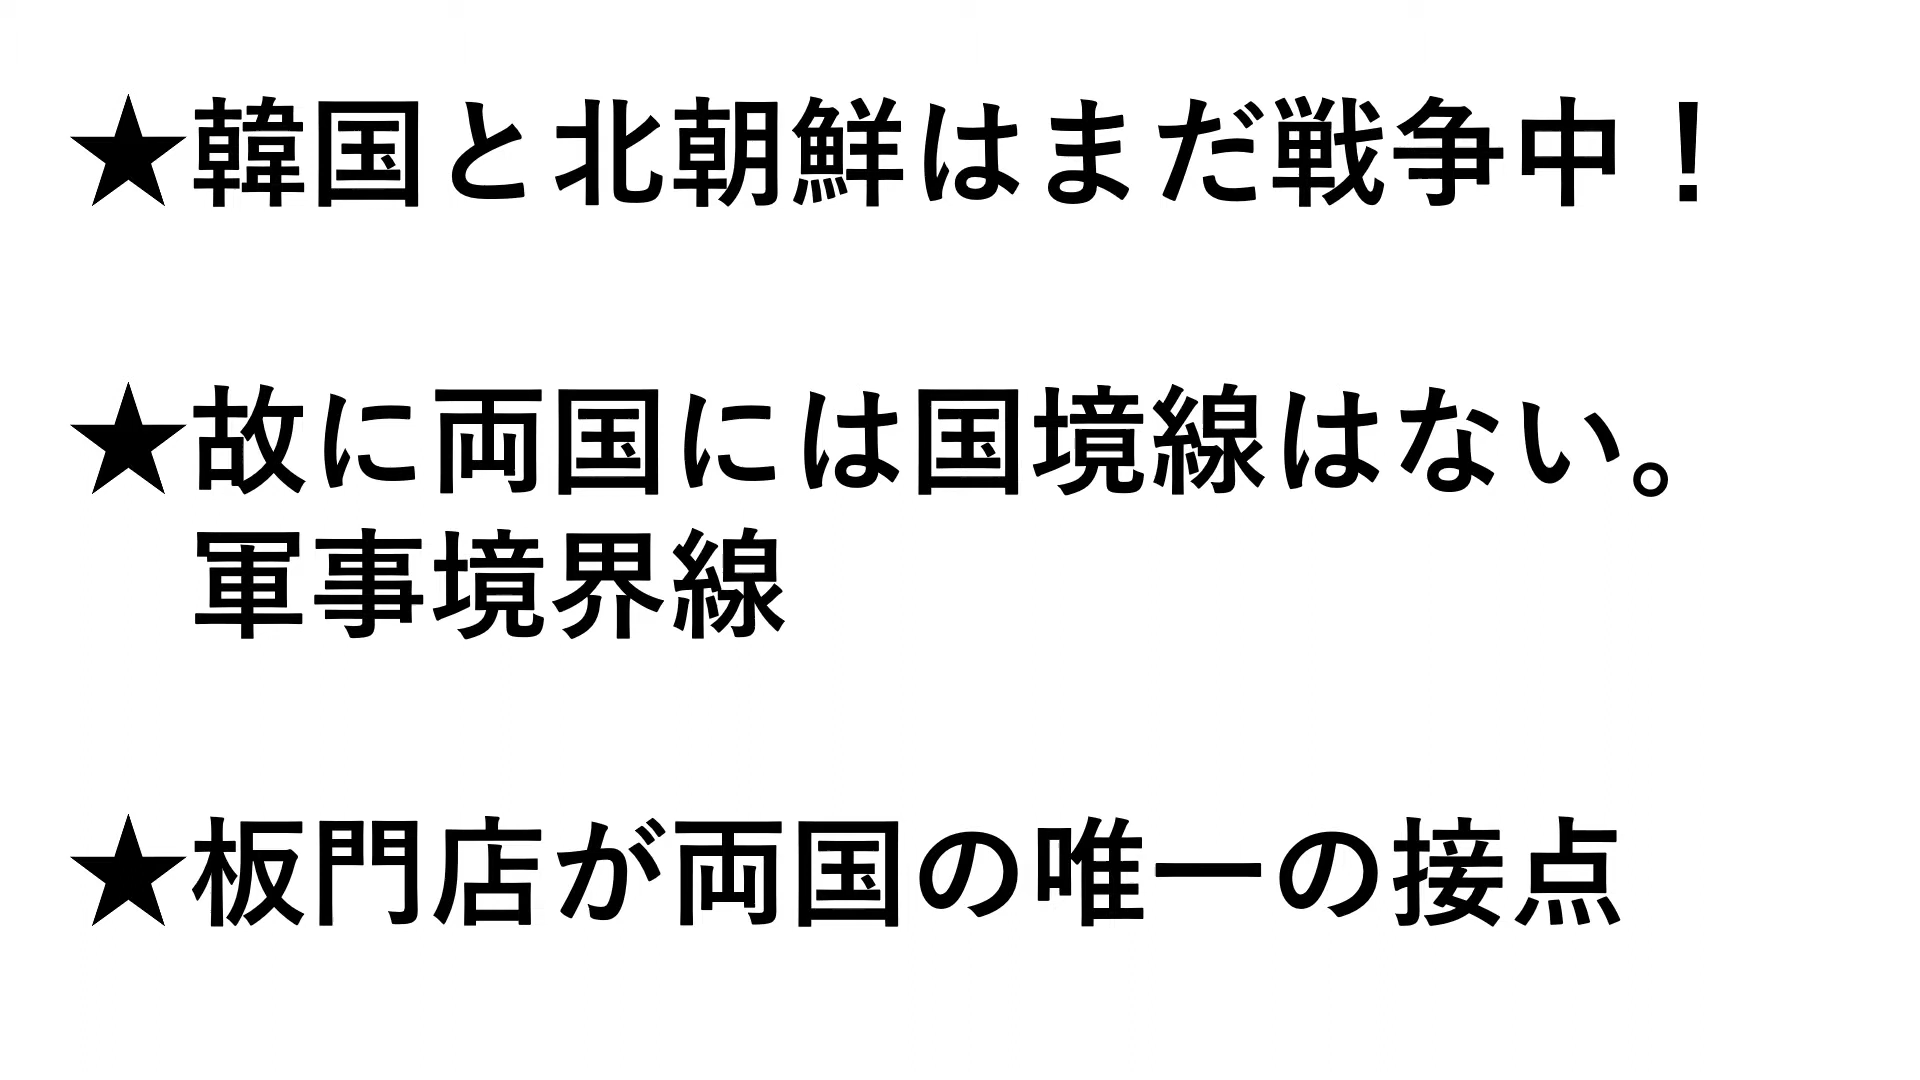 ★韓国と北朝鮮はまだ戦争中！
★故に両国には国境線はない。
軍事境界線
★板門店が両国の唯一の接点